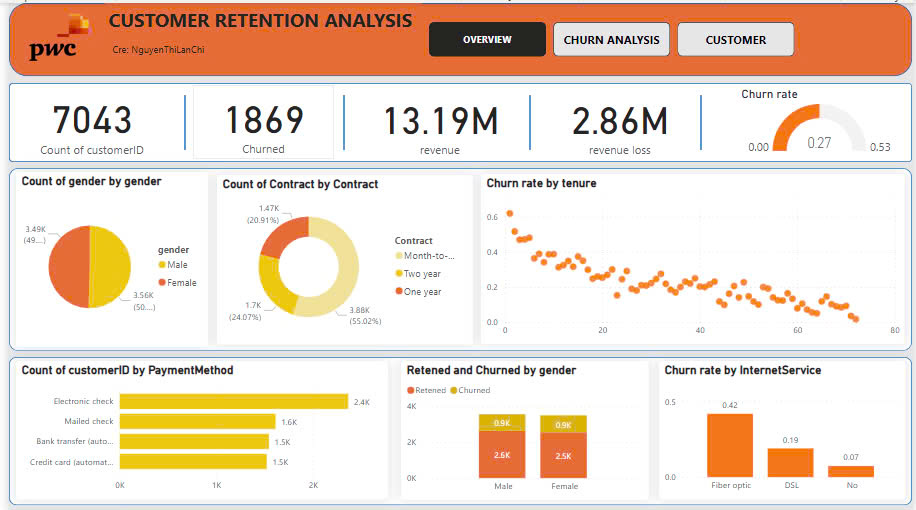 pwc
CUSTOMER RETENTION ANALYSIS
Cre: NguyenThiLanChi
OVERVIEW
CHURN ANALYSIS
CUSTOMER
7043
Count of customerID
1869
Churned
13.19M
revenue
2.86M
revenue loss
Churn rate
0.00
0.27
0.53
Count of gender by gender
3.49K
(49....)
3.56K
(50....)
gender
Male
Female
Count of Contract by Contract
1.47K
(20.91%)
1.7K
(24.07%)
3.88K
(55.02%)
Contract
Month-to-...
Two year
One year
Churn rate by tenure
0.6
0.4
0.2
0.0
0 20 40 60 80
Count of customerID by PaymentMethod
Electronic check 2.4K
Mailed check 1.6K
Bank transfer (auto... 1.5K
Credit card (automat... 1.5K
0K 1K 2K
Retened and Churned by gender
Retened Churned
4K
2K
0K
0.9K 0.9K
2.6K 2.5K
Male Female
Churn rate by InternetService
0.5
0.0
0.42
0.19
0.07
Fiber optic DSL No